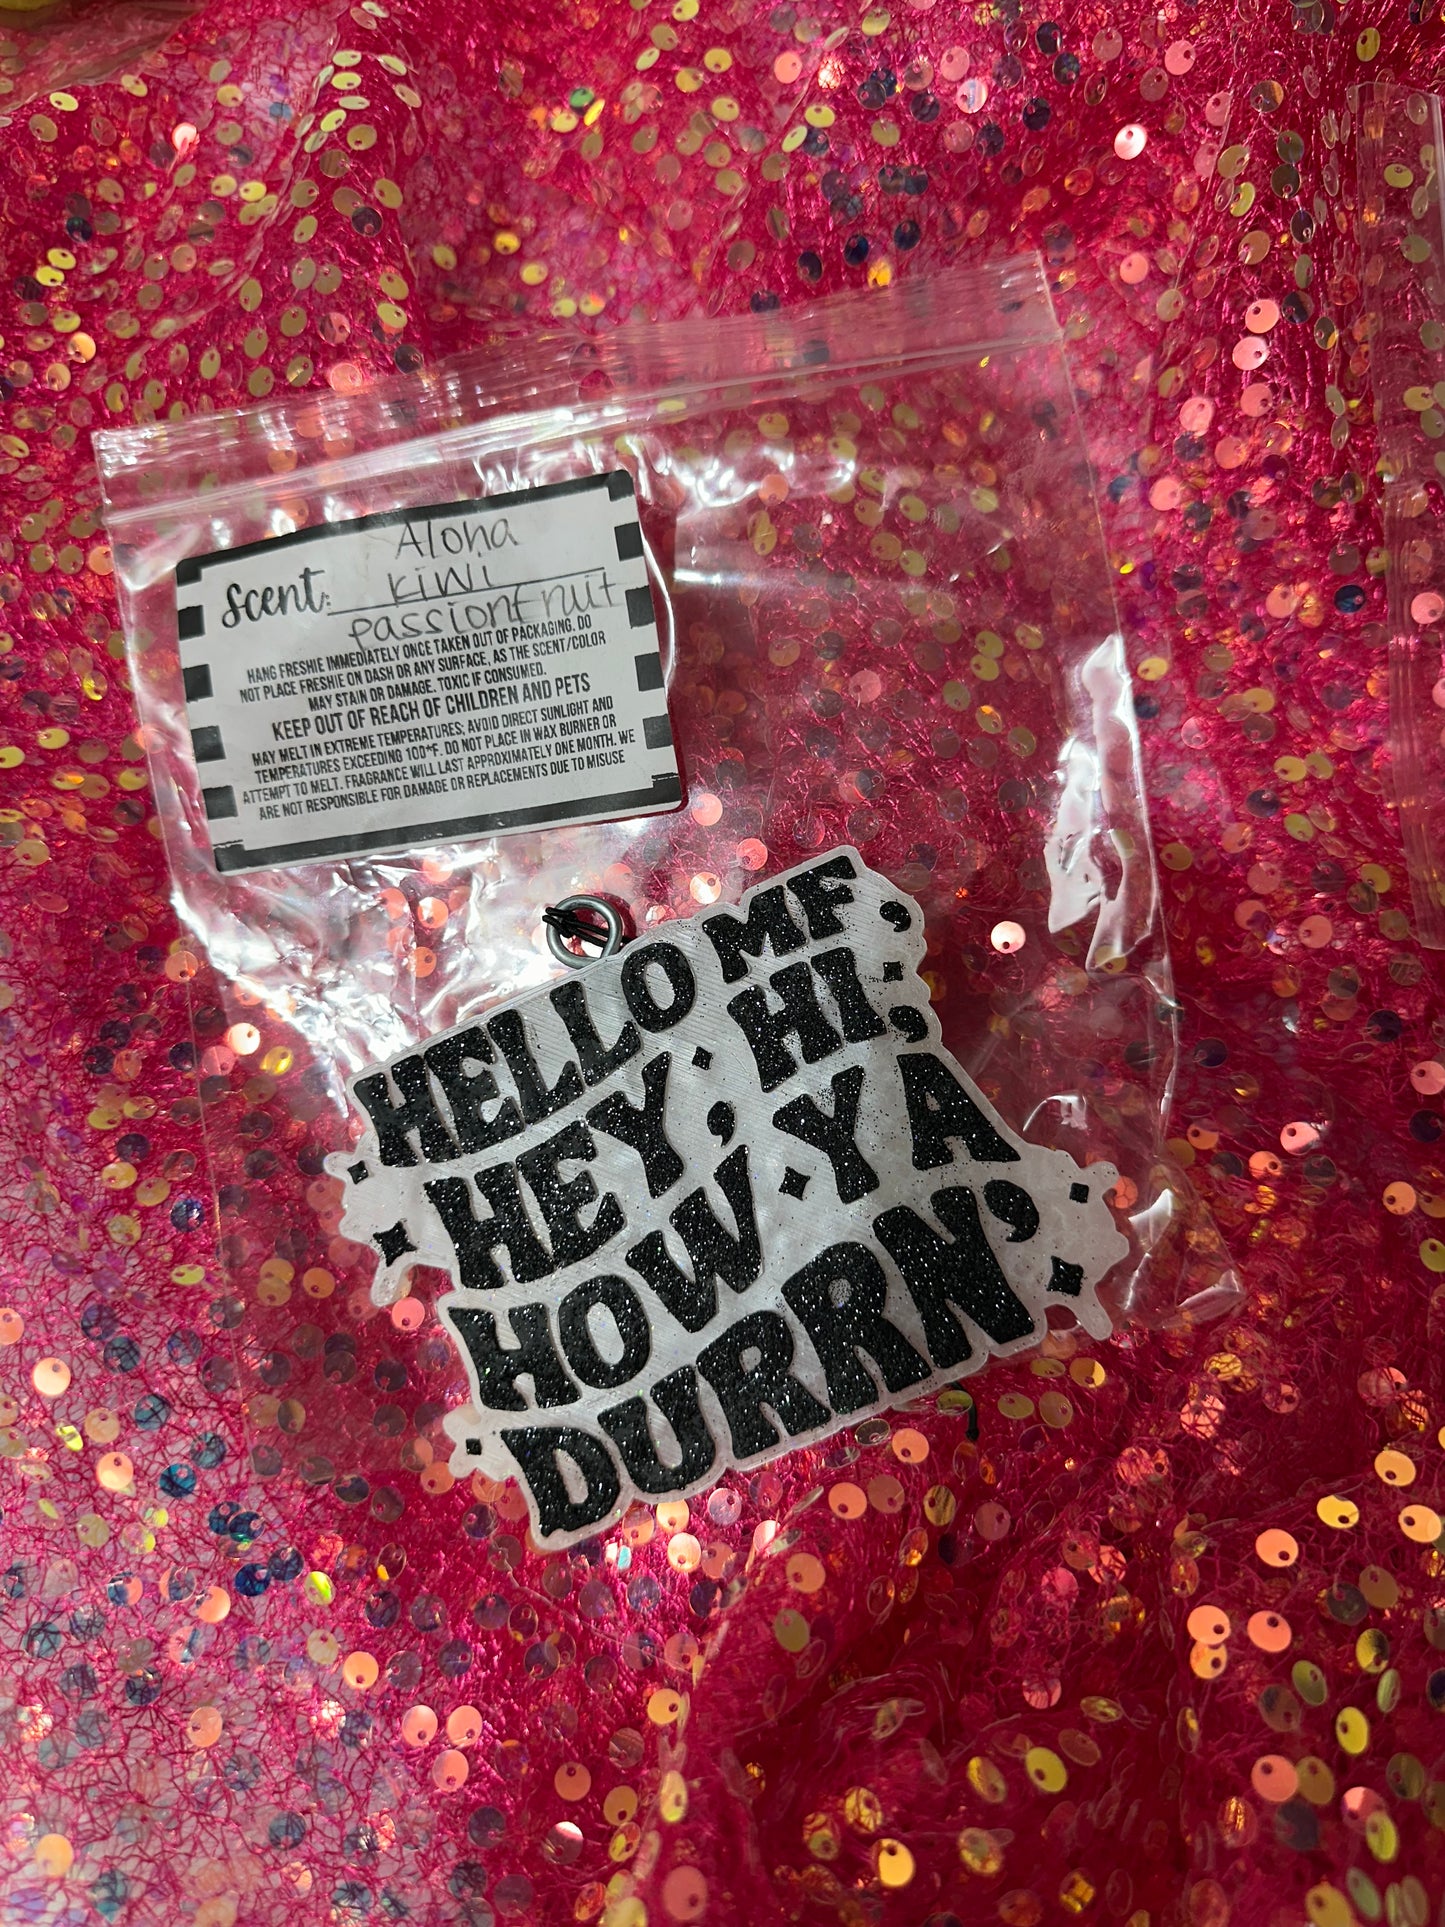 Aloha
Scent: kiwi
passionfruit
HANG FRESHIE IMMEDIATELY ONCE TAKEN OUT OF PACKAGING. DO
NOT PLACE FRESHIE ON DASH OR ANY SURFACE, AS THE SCENT/COLOR
MAY STAIN OR DAMAGE. TOXIC IF CONSUMED.
KEEP OUT OF REACH OF CHILDREN AND PETS
MAY MELT IN EXTREME TEMPERATURES; AVOID DIRECT SUNLIGHT AND
TEMPERATURES EXCEEDING 100°F. DO NOT PLACE IN WAX BURNER OR
ATTEMPT TO MELT. FRAGRANCE WILL LAST APPROXIMATELY ONE MONTH. WE
ARE NOT RESPONSIBLE FOR DAMAGE OR REPLACEMENTS DUE TO MISUSE
HELLO MF,
HEY, HI,
HOW YA
DURRN'